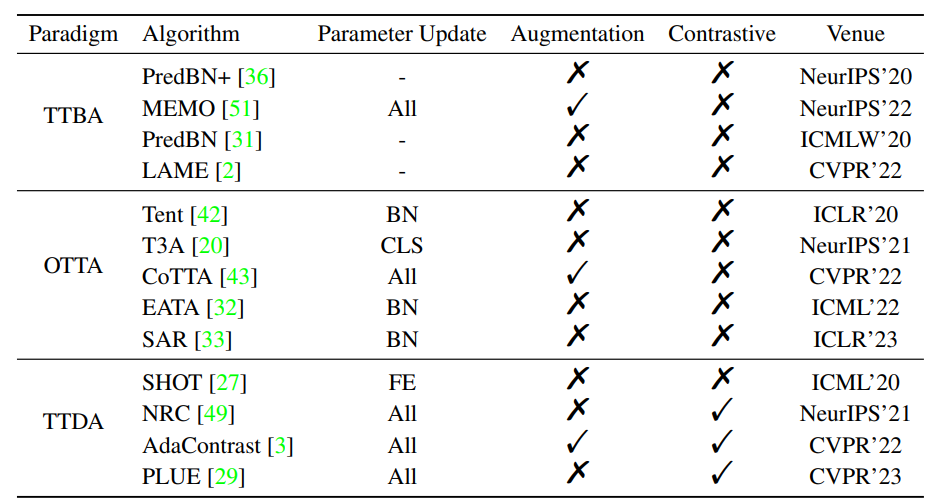 Paradigm Algorithm Parameter Update Augmentation Contrastive Venue
PredBN+ [36] - ✗ ✗ NeurIPS'20
TTBA
MEMO [51] All ✓ ✗ NeurIPS'22
PredBN [31] - ✗ ✗ ICMLW'20
LAME [2] - ✗ ✗ CVPR'22
Tent [42] BN ✗ ✗ ICLR'20
T3A [20] CLS ✗ ✗ NeurIPS'21
OTTA
CoTTA [43] All ✓ ✗ CVPR'22
EATA [32] BN ✗ ✗ ICML'22
SAR [33] BN ✗ ✗ ICLR'23
SHOT [27] FE ✗ ✗ ICML'20
NRC [49] All ✗ ✓ NeurIPS'21
TTDA
AdaContrast [3] All ✓ ✓ CVPR'22
PLUE [29] All ✗ ✓ CVPR'23